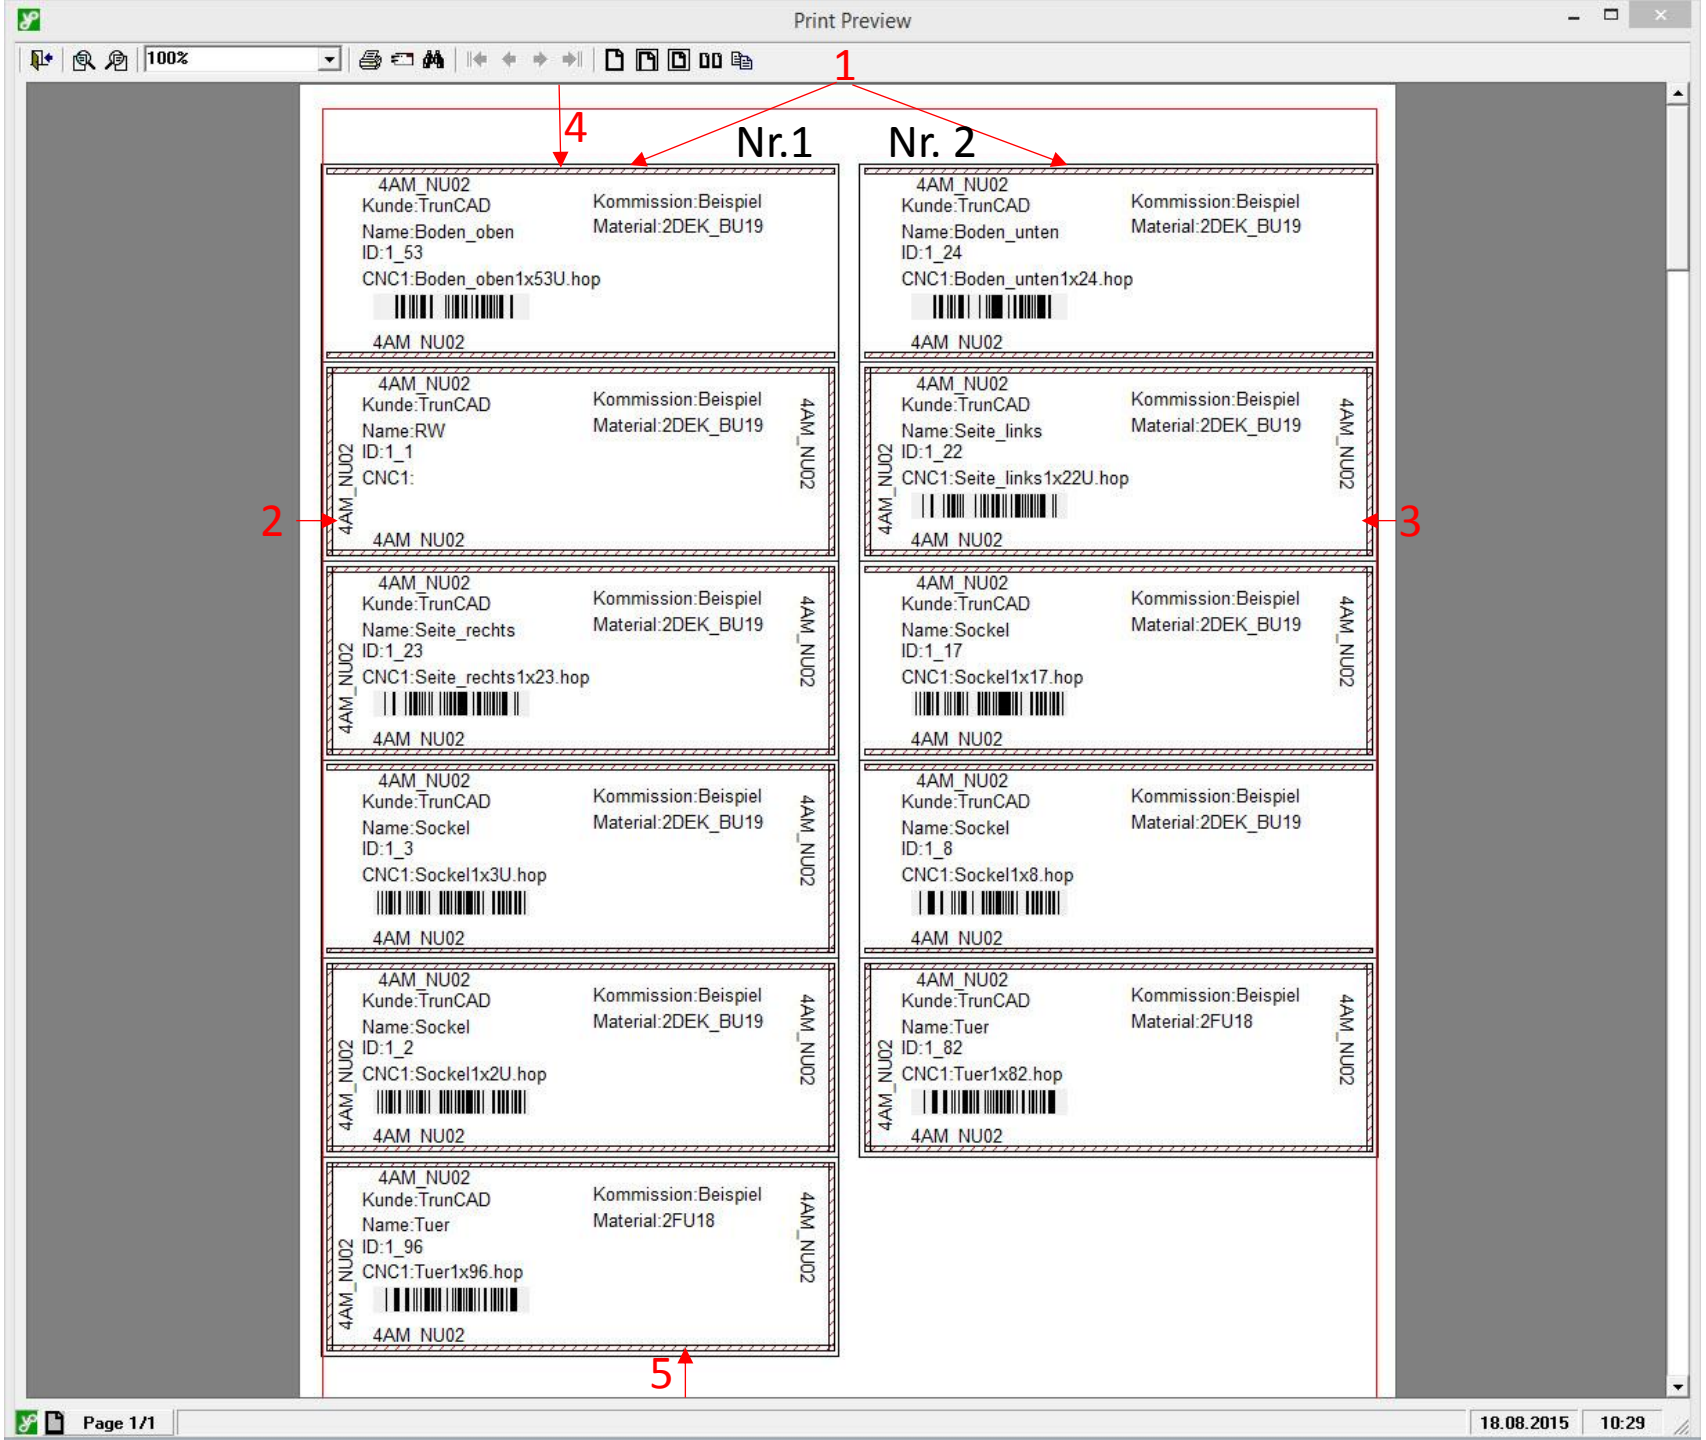 Print Preview
100%
1
4
Nr.1
Nr. 2
4AM_NU02
Kunde:TrunCAD
Kommission:Beispiel
Name:Boden_oben
Material:2DEK_BU19
ID:1_53
CNC1:Boden_oben1x53U.hop
4AM_NU02
4AM_NU02
Kunde:TrunCAD
Kommission:Beispiel
Name:Boden_unten
Material:2DEK_BU19
ID:1_24
CNC1:Boden_unten1x24.hop
4AM_NU02
4AM_NU02
Kunde:TrunCAD
Kommission:Beispiel
Name:RW
Material:2DEK_BU19
ID:1_1
CNC1:
4AM_NU02
4AM_NU02
4AM_NU02
2
4AM_NU02
Kunde:TrunCAD
Kommission:Beispiel
Name:Seite_links
Material:2DEK_BU19
ID:1_22
CNC1:Seite_links1x22U.hop
4AM_NU02
4AM_NU02
4AM_NU02
3
4AM_NU02
Kunde:TrunCAD
Kommission:Beispiel
Name:Seite_rechts
Material:2DEK_BU19
ID:1_23
CNC1:Seite_rechts1x23.hop
4AM_NU02
4AM_NU02
4AM_NU02
4AM_NU02
Kunde:TrunCAD
Kommission:Beispiel
Name:Sockel
Material:2DEK_BU19
ID:1_17
CNC1:Sockel1x17.hop
4AM_NU02
4AM_NU02
4AM_NU02
Kunde:TrunCAD
Kommission:Beispiel
Name:Sockel
Material:2DEK_BU19
ID:1_3
CNC1:Sockel1x3U.hop
4AM_NU02
4AM_NU02
4AM_NU02
Kunde:TrunCAD
Kommission:Beispiel
Name:Sockel
Material:2DEK_BU19
ID:1_8
CNC1:Sockel1x8.hop
4AM_NU02
4AM_NU02
Kunde:TrunCAD
Kommission:Beispiel
Name:Sockel
Material:2DEK_BU19
ID:1_2
CNC1:Sockel1x2U.hop
4AM_NU02
4AM_NU02
4AM_NU02
4AM_NU02
Kunde:TrunCAD
Kommission:Beispiel
Name:Tuer
Material:2FU18
ID:1_82
CNC1:Tuer1x82.hop
4AM_NU02
4AM_NU02
4AM_NU02
4AM_NU02
Kunde:TrunCAD
Kommission:Beispiel
Name:Tuer
Material:2FU18
ID:1_96
CNC1:Tuer1x96.hop
4AM_NU02
4AM_NU02
4AM_NU02
5
Page 1/1
18.08.2015
10:29